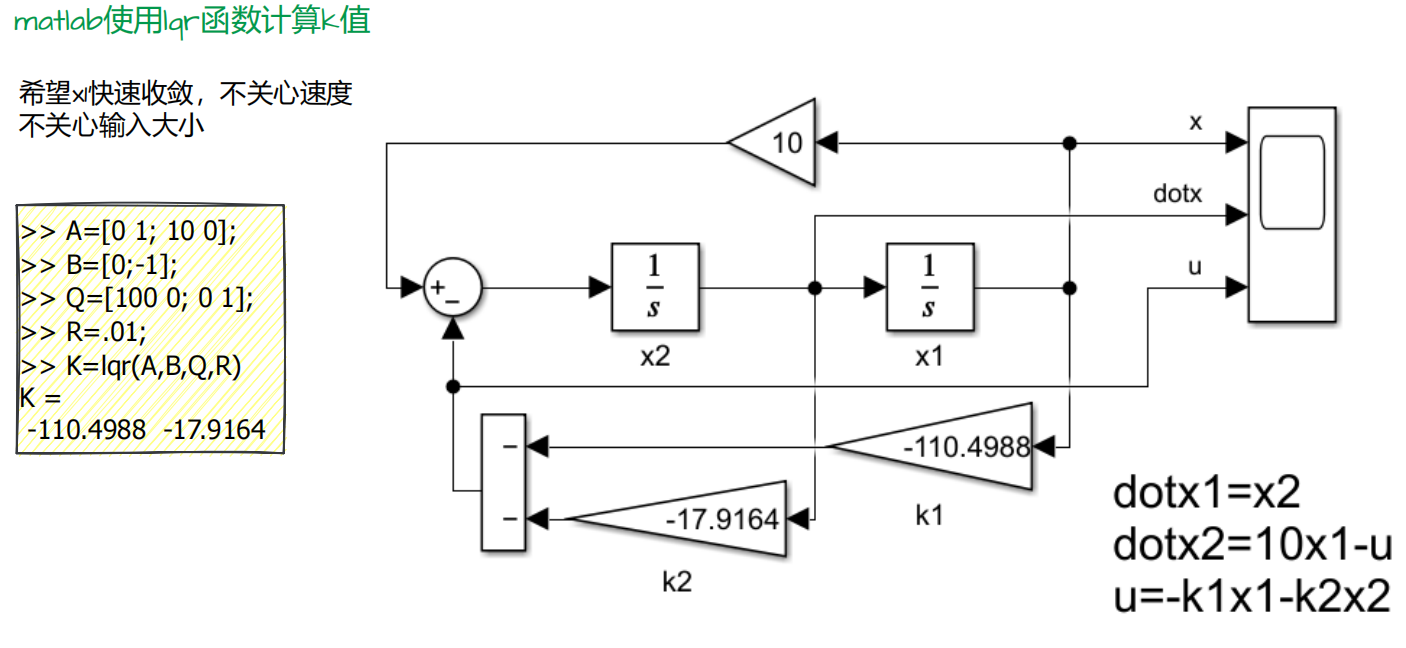 matlab使用lqr函数计算k值
希望x1快速收敛，不关心速度
不关心输入大小
>> A=[0 1; 10 0];
>> B=[0;-1];
>> Q=[100 0; 0 1];
>> R=.01;
>> K=lqr(A,B,Q,R)
K =
-110.4988 -17.9164
10
x
dotx
u
+
−
1
s
x2
1
s
x1
−
-110.4988
k1
−
-17.9164
k2
dotx1=x2
dotx2=10x1-u
u=-k1x1-k2x2